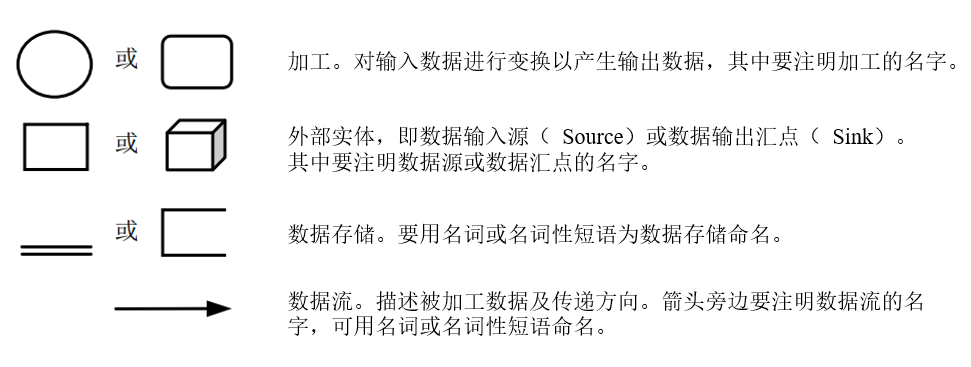 或
加工。对输入数据进行变换以产生输出数据，其中要注明加工的名字。
或
外部实体，即数据输入源（ Source）或数据输出汇点（ Sink）。
其中要注明数据源或数据汇点的名字。
或
数据存储。要用名词或名词性短语为数据存储命名。
数据流。描述被加工数据及传递方向。箭头旁边要注明数据流的名
字，可用名词或名词性短语命名。